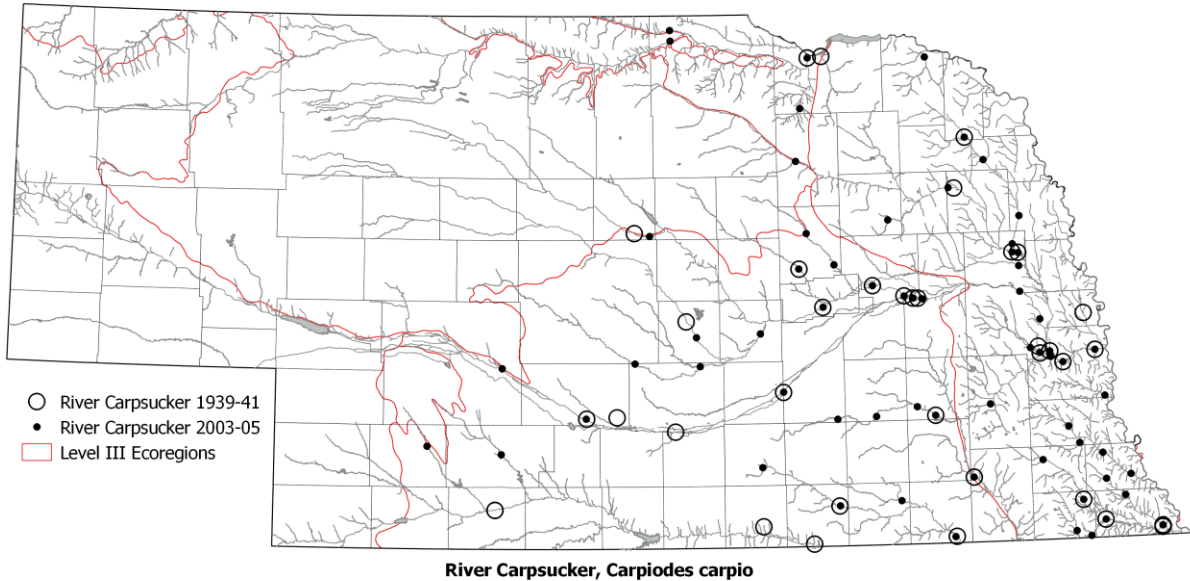 River Carpsucker 1939-41
River Carpsucker 2003-05
Level III Ecoregions
River Carpsucker, Carpiodes carpio